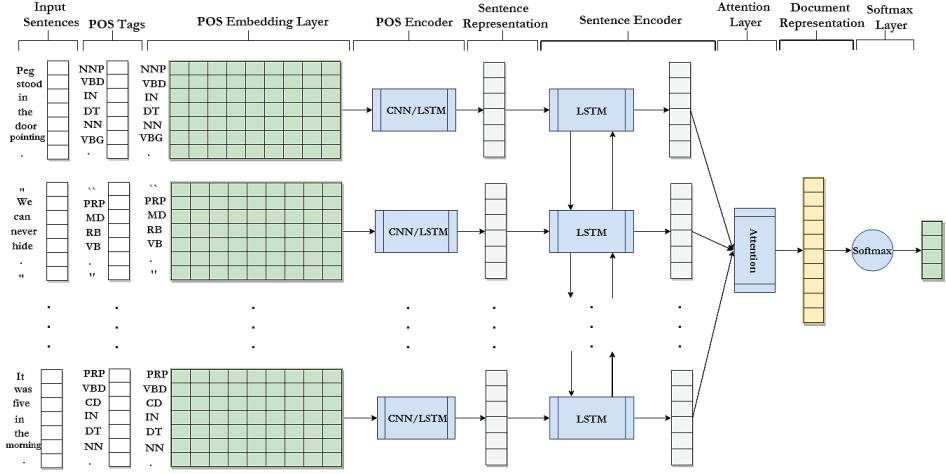 Input
Sentences
POS Tags
POS Embedding Layer
POS Encoder
Sentence
Representation
Sentence Encoder
Attention
Layer
Document
Representation
Softmax
Layer
Peg
stood
in
the
door
pointing
.
NNP
VBD
IN
DT
NN
VBG
.
NNP
VBD
IN
DT
NN
VBG
.
CNN/LSTM
LSTM
"
We
can
never
hide
.
"
``
PRP
MD
RB
VB
.
"
``
PRP
MD
RB
VB
.
"
CNN/LSTM
LSTM
Attention
Softmax
It
was
five
in
the
morning
.
PRP
VBD
CD
IN
DT
NN
.
PRP
VBD
CD
IN
DT
NN
.
CNN/LSTM
LSTM